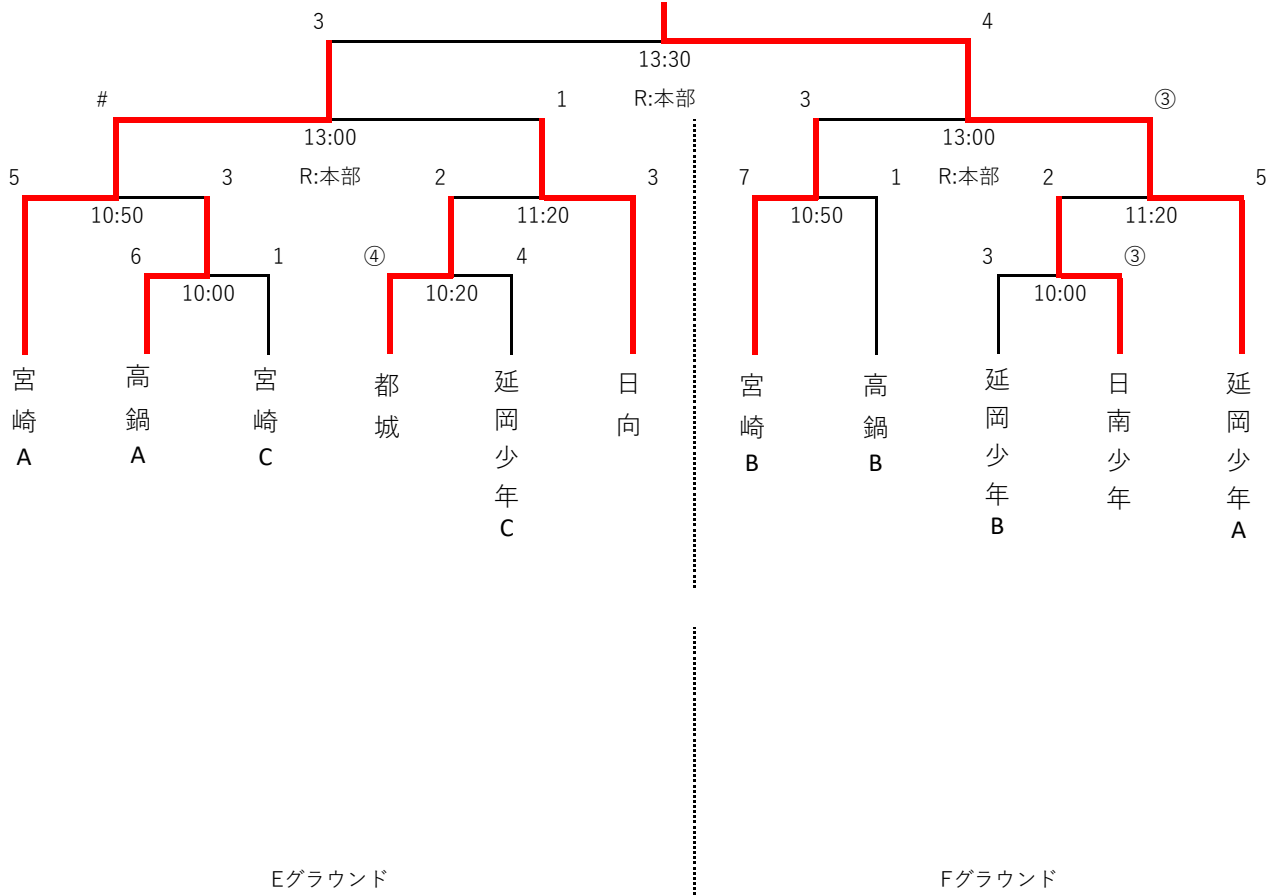 3 4
13:30
# 1 R:本部 3 ③
13:00 13:00
5 3 R:本部 2 3 7 1 R:本部 2 5
10:50 11:20 10:50 11:20
6 1 ④ 4 3 ③
10:00 10:20 10:00
宮崎A
高鍋A
宮崎C
都城
延岡少年C
日向
宮崎B
高鍋B
延岡少年B
日南少年
延岡少年A
Eグラウンド Fグラウンド